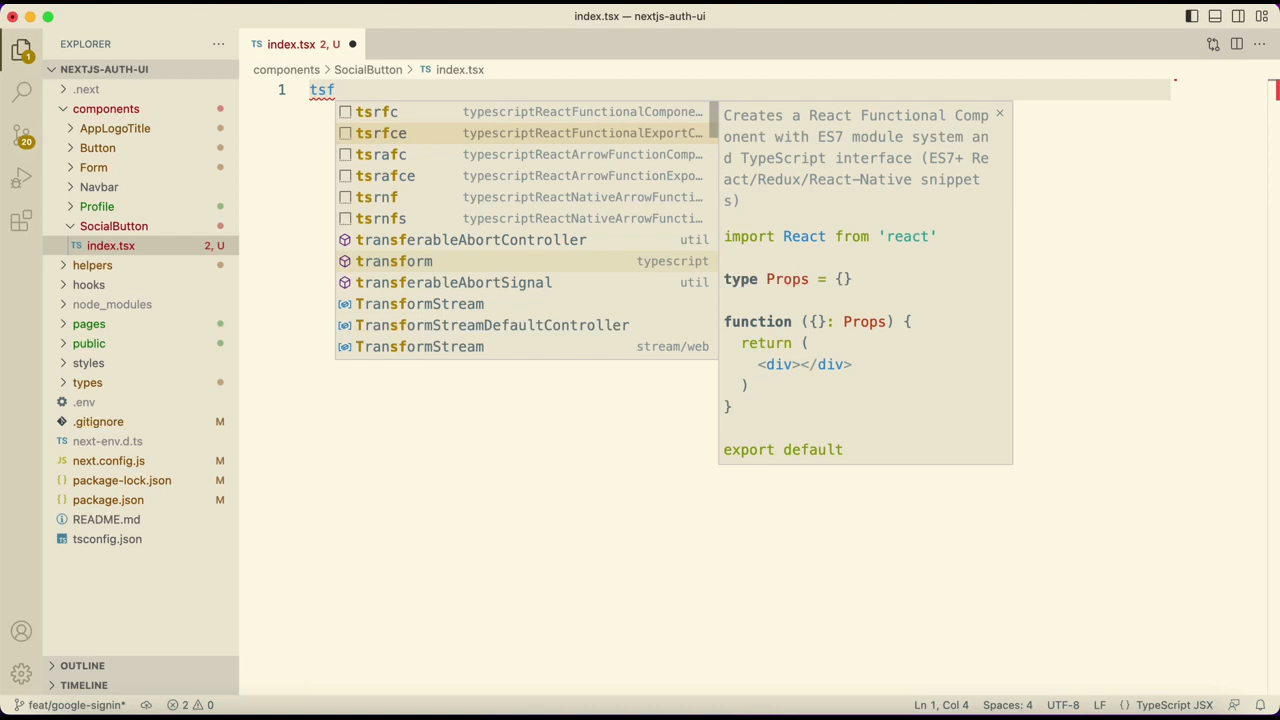 index.tsx — nextjs-auth-ui
EXPLORER
TS index.tsx 2, U
1
NEXTJS-AUTH-UI
components > SocialButton > TS index.tsx
.next
components
AppLogoTitle
Button
20
Form
Navbar
Profile
SocialButton
TS index.tsx 2, U
helpers
hooks
node_modules
pages
public
styles
types
.env
.gitignore M
TS next-env.d.ts
JS next.config.js M
{} package-lock.json M
{} package.json M
README.md
tsconfig.json
OUTLINE
TIMELINE
1 tsf
tsrfc typescriptReactFunctionalCompone…
tsrfce typescriptReactFunctionalExportC…
tsrafc typescriptReactArrowFunctionComp…
tsrafce typescriptReactArrowFunctionExpo…
tsrnf typescriptReactNativeArrowFuncti…
tsrnfs typescriptReactNativeArrowFuncti…
transferableAbortController util
transform typescript
transferableAbortSignal util
TransformStream
TransformStreamDefaultController
TransformStream stream/web
Creates a React Functional Comp
onent with ES7 module system an
d TypeScript interface (ES7+ Re
act/Redux/React-Native snippet
s)
import React from 'react'
type Props = {}
function ({}: Props) {
return (
<div></div>
)
}
export default
feat/google-signin* 2 0 Ln 1, Col 4 Spaces: 4 UTF-8 LF {} TypeScript JSX